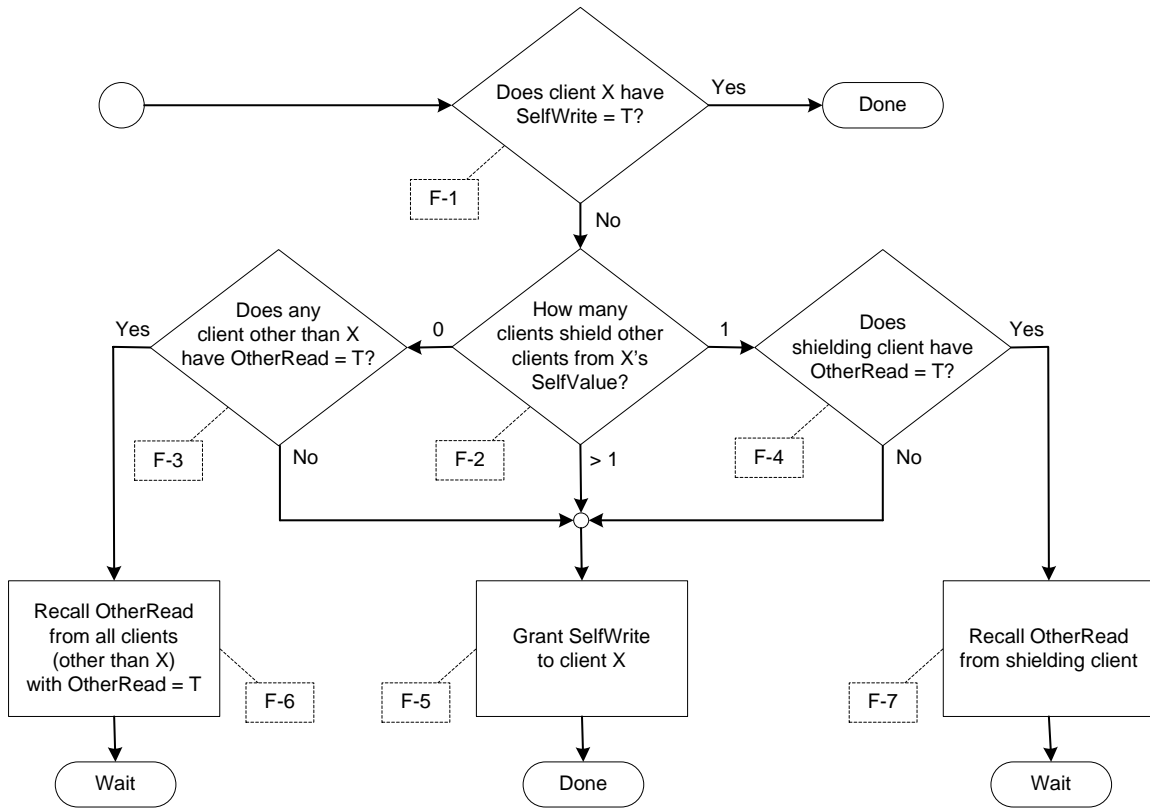 Does client X have
SelfWrite = T?
Yes
Done
F-1
No
Does any
client other than X
have OtherRead = T?
Yes
No
F-3
How many
clients shield other
clients from X's
SelfValue?
0
1
> 1
F-2
Does
shielding client have
OtherRead = T?
Yes
No
F-4
Recall OtherRead
from all clients
(other than X)
with OtherRead = T
F-6
Wait
Grant SelfWrite
to client X
F-5
Done
Recall OtherRead
from shielding client
F-7
Wait